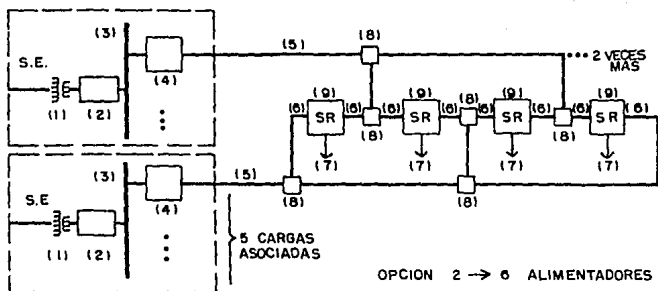 (3)
(5)
(8)
S.E.
(4)
•••• 2 VECES
MAS
(1)
(2)
(9) (9) (9) (9)
(6) SR (6) (6) SR (6) (8) (6) SR (6) (6) SR (6)
(8) (8)
(7) (7) (7) (7)
(3)
(5)
(8) (8)
S.E
(4)
(1) (2)
5 CARGAS
ASOCIADAS
OPCION 2 → 6 ALIMENTADORES